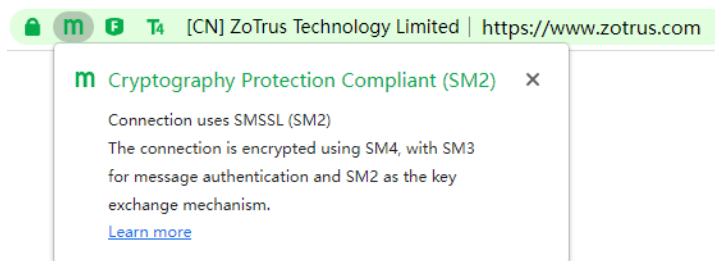 m F T4 [CN] ZoTrus Technology Limited | https://www.zotrus.com
m Cryptography Protection Compliant (SM2) ×
Connection uses SMSSL (SM2)
The connection is encrypted using SM4, with SM3
for message authentication and SM2 as the key
exchange mechanism.
Learn more